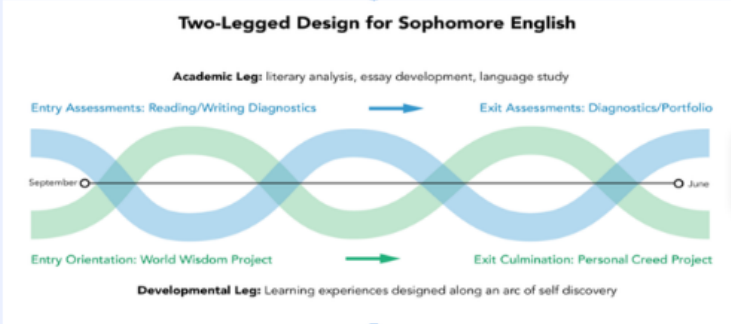 Two-Legged Design for Sophomore English
Academic Leg: literary analysis, essay development, language study
Entry Assessments: Reading/Writing Diagnostics
Exit Assessments: Diagnostics/Portfolio
September
June
Entry Orientation: World Wisdom Project
Exit Culmination: Personal Creed Project
Developmental Leg: Learning experiences designed along an arc of self discovery